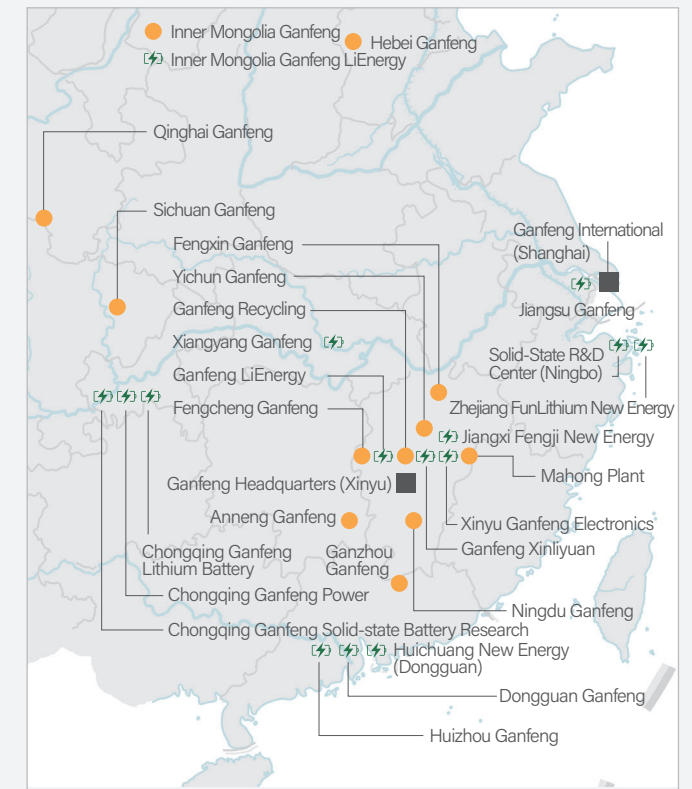 Inner Mongolia Ganfeng
Hebei Ganfeng
Inner Mongolia Ganfeng LiEnergy
Qinghai Ganfeng
Sichuan Ganfeng
Ganfeng International
(Shanghai)
Fengxin Ganfeng
Yichun Ganfeng
Jiangsu Ganfeng
Ganfeng Recycling
Xiangyang Ganfeng
Solid-State R&D
Center (Ningbo)
Ganfeng LiEnergy
Zhejiang FunLithium New Energy
Fengcheng Ganfeng
Jiangxi Fengji New Energy
Mahong Plant
Ganfeng Headquarters (Xinyu)
Anneng Ganfeng
Xinyu Ganfeng Electronics
Ganfeng Xinliyuan
Chongqing Ganfeng
Lithium Battery
Ganzhou
Ganfeng
Chongqing Ganfeng Power
Ningdu Ganfeng
Chongqing Ganfeng Solid-state Battery Research
Huichuang New Energy
(Dongguan)
Dongguan Ganfeng
Huizhou Ganfeng